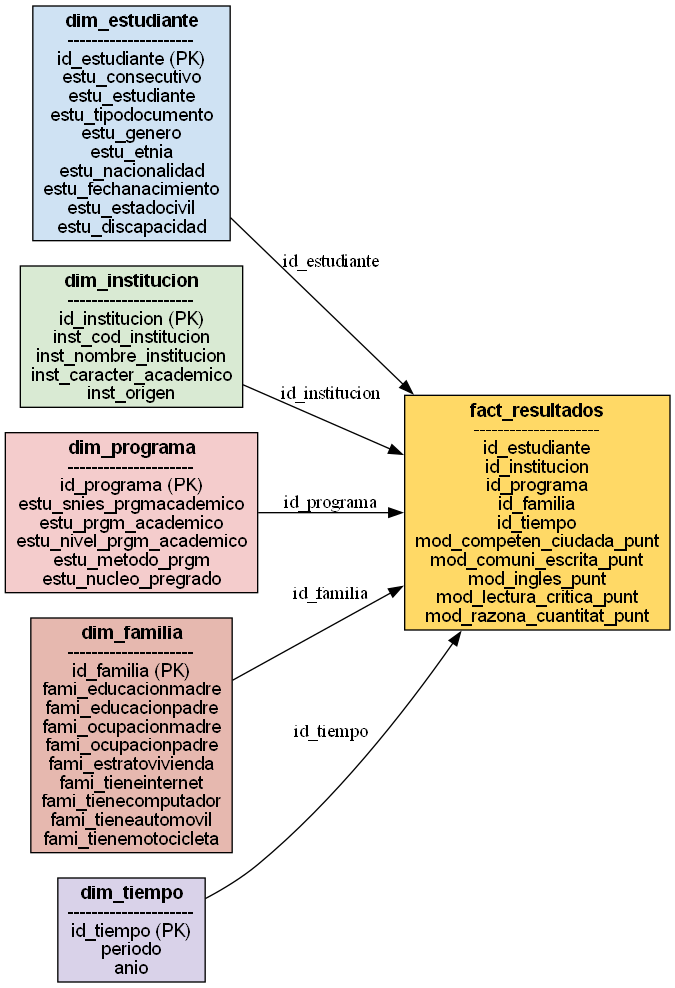 dim_estudiante
---------------------
id_estudiante (PK)
estu_consecutivo
estu_estudiante
estu_tipodocumento
estu_genero
estu_etnia
estu_nacionalidad
estu_fechanacimiento
estu_estadocivil
estu_discapacidad
id_estudiante
dim_institucion
---------------------
id_institucion (PK)
inst_cod_institucion
inst_nombre_institucion
inst_caracter_academico
inst_origen
id_institucion
dim_programa
---------------------
id_programa (PK)
estu_snies_prgmacademico
estu_prgm_academico
estu_nivel_prgm_academico
estu_metodo_prgm
estu_nucleo_pregrado
id_programa
dim_familia
---------------------
id_familia (PK)
fami_educacionmadre
fami_educacionpadre
fami_ocupacionmadre
fami_ocupacionpadre
fami_estratovivienda
fami_tieneinternet
fami_tienecomputador
fami_tieneautomovil
fami_tienemotocicleta
id_familia
dim_tiempo
---------------------
id_tiempo (PK)
periodo
anio
id_tiempo
fact_resultados
---------------------
id_estudiante
id_institucion
id_programa
id_familia
id_tiempo
mod_competen_ciudada_punt
mod_comuni_escrita_punt
mod_ingles_punt
mod_lectura_critica_punt
mod_razona_cuantitat_punt